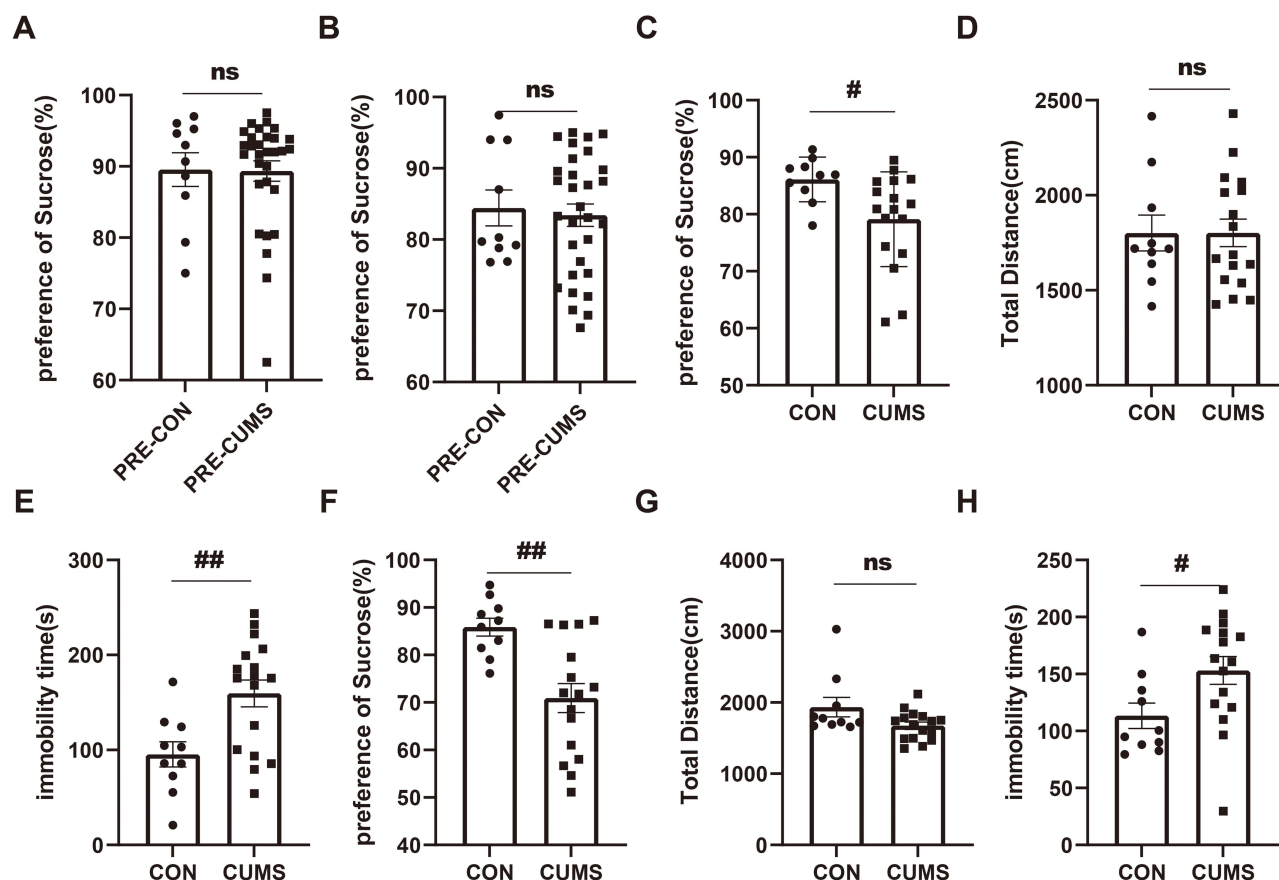 A
B
C
D
ns
ns
#
ns
preference of Sucrose(%)
100
90
80
70
60
PRE-CON
PRE-CUMS
preference of Sucrose(%)
100
90
80
70
60
PRE-CON
PRE-CUMS
preference of Sucrose(%)
100
90
80
70
60
50
CON
CUMS
Total Distance(cm)
2500
2000
1500
1000
CON
CUMS
E
F
G
H
##
##
ns
#
immobility time(s)
300
200
100
0
CON
CUMS
preference of Sucrose(%)
100
90
80
70
60
50
40
CON
CUMS
Total Distance(cm)
4000
3000
2000
1000
0
CON
CUMS
immobility time(s)
250
200
150
100
50
0
CON
CUMS